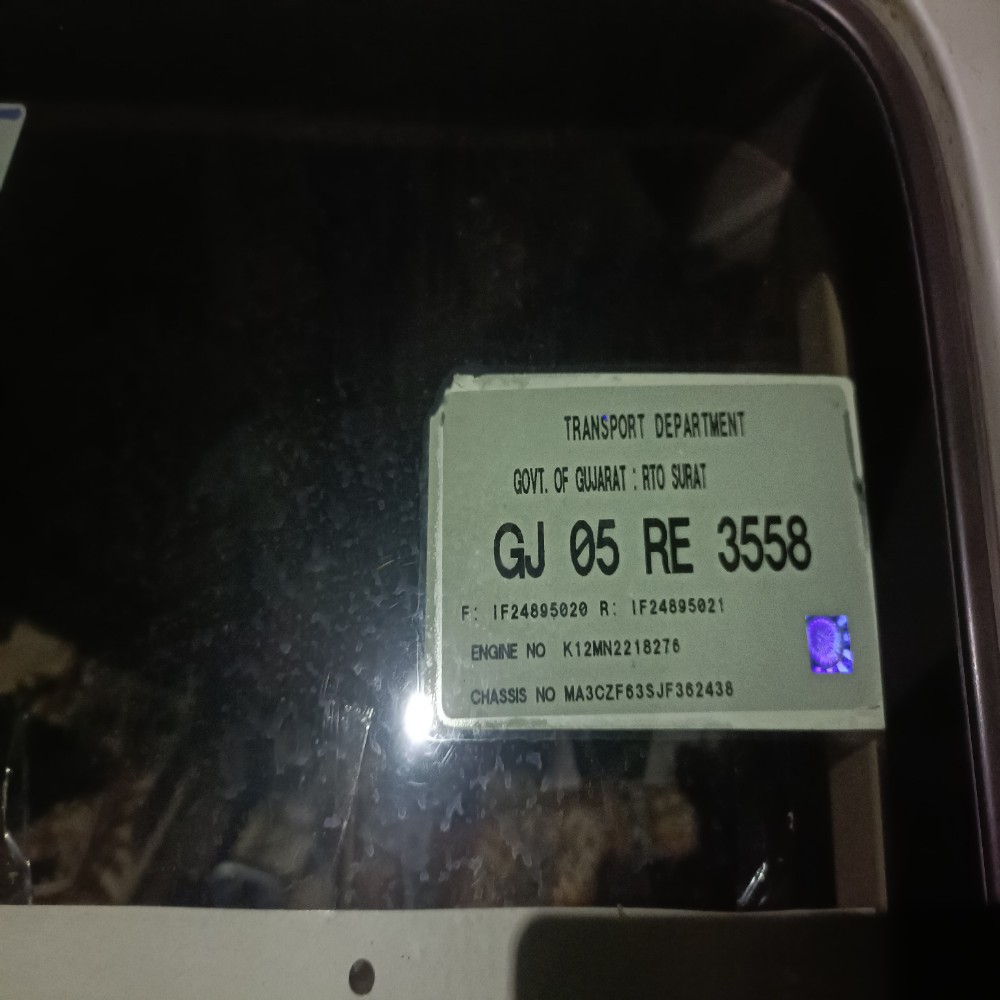 TRANSPORT DEPARTMENT
GOVT. OF GUJARAT : RTO SURAT
GJ 05 RE 3558
F: IF24895020 R: IF24895021
ENGINE NO K12MN2218276
CHASSIS NO MA3CZF63SJF362438